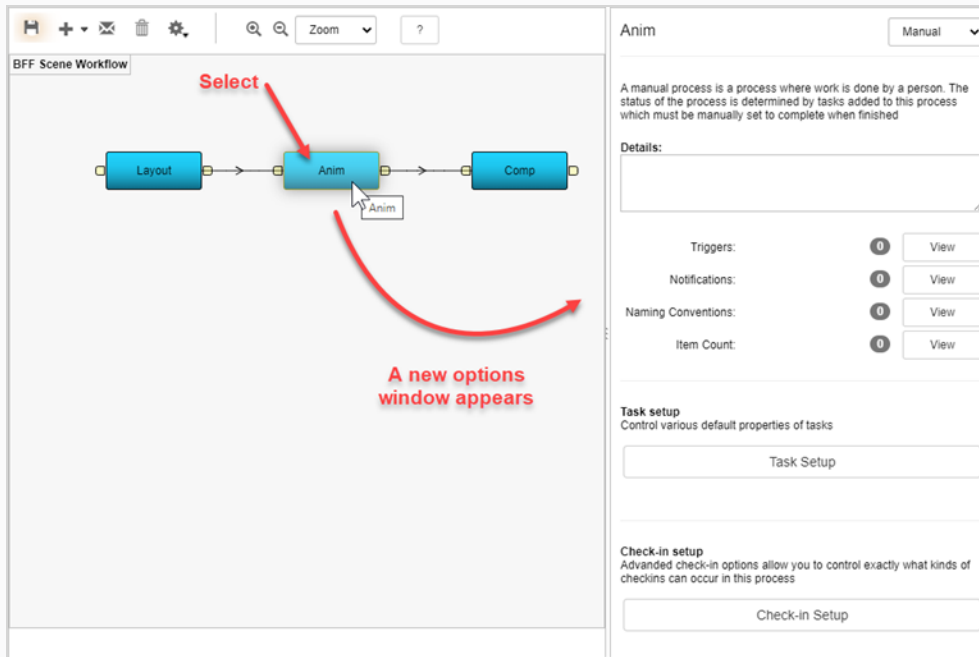 Zoom
?
BFF Scene Workflow
Select
Layout
Anim
Comp
Anim
A new options
window appears
Anim
Manual
A manual process is a process where work is done by a person. The
status of the process is determined by tasks added to this process
which must be manually set to complete when finished
Details:
Triggers:
0
View
Notifications:
0
View
Naming Conventions:
0
View
Item Count:
0
View
Task setup
Control various default properties of tasks
Task Setup
Check-in setup
Advanded check-in options allow you to control exactly what kinds of
checkins can occur in this process
Check-in Setup